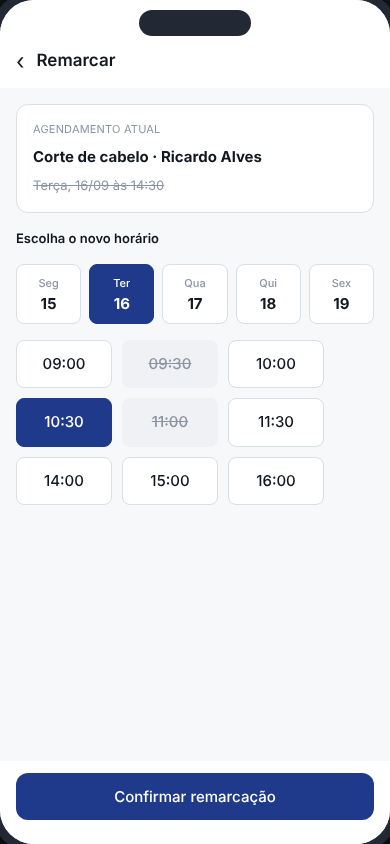 ‹ Remarcar
AGENDAMENTO ATUAL
Corte de cabelo · Ricardo Alves
Terça, 16/09 às 14:30
Escolha o novo horário
Seg Ter Qua Qui Sex
15 16 17 18 19
09:00 09:30 10:00
10:30 11:00 11:30
14:00 15:00 16:00
Confirmar remarcação